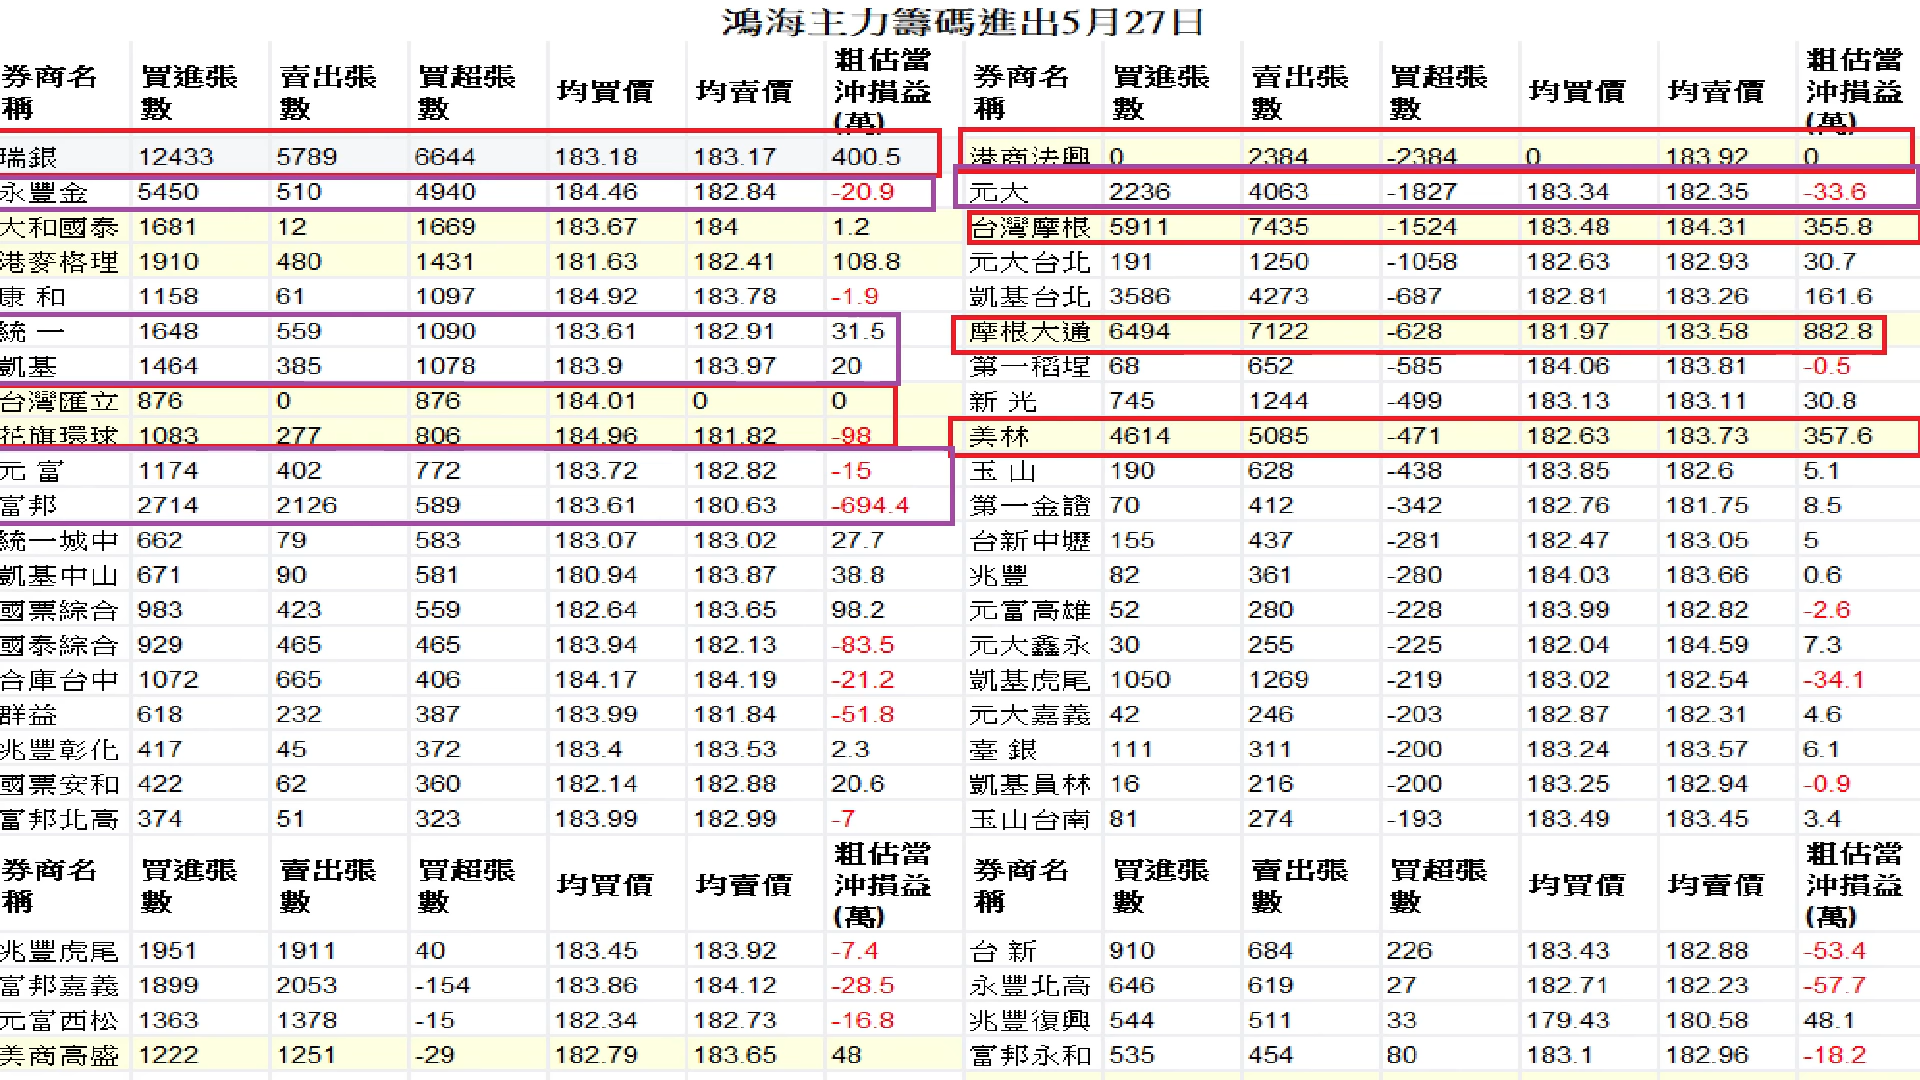 鴻海主力籌碼進出5月27日
券商名稱 買進張數 賣出張數 買超張數 均買價 均賣價 粗估當沖損益(萬) 券商名稱 買進張數 賣出張數 買超張數 均買價 均賣價 粗估當沖損益(萬)
瑞銀 12433 5789 6644 183.18 183.17 400.5 港商法興 0 2384 -2384 0 183.92 0
永豐金 5450 510 4940 184.46 182.84 -20.9 元大 2236 4063 -1827 183.34 182.35 -33.6
大和國泰 1681 12 1669 183.67 184 1.2 台灣摩根 5911 7435 -1524 183.48 184.31 355.8
港麥格理 1910 480 1431 181.63 182.41 108.8 元大台北 191 1250 -1058 182.63 182.93 30.7
康 和 1158 61 1097 184.92 183.78 -1.9 凱基台北 3586 4273 -687 182.81 183.26 161.6
統 一 1648 559 1090 183.61 182.91 31.5 摩根大通 6494 7122 -628 181.97 183.58 882.8
凱基 1464 385 1078 183.9 183.97 20 第一稻埕 68 652 -585 184.06 183.81 -0.5
台灣匯立 876 0 876 184.01 0 0 新 光 745 1244 -499 183.13 183.11 30.8
花旗環球 1083 277 806 184.96 181.82 -98 美林 4614 5085 -471 182.63 183.73 357.6
元 富 1174 402 772 183.72 182.82 -15 玉 山 190 628 -438 183.85 182.6 5.1
富邦 2714 2126 589 183.61 180.63 -694.4 第一金證 70 412 -342 182.76 181.75 8.5
統一城中 662 79 583 183.07 183.02 27.7 台新中壢 155 437 -281 182.47 183.05 5
凱基中山 671 90 581 180.94 183.87 38.8 兆豐 82 361 -280 184.03 183.66 0.6
國票綜合 983 423 559 182.64 183.65 98.2 元富高雄 52 280 -228 183.99 182.82 -2.6
國泰綜合 929 465 465 183.94 182.13 -83.5 元大鑫永 30 255 -225 182.04 184.59 7.3
合庫台中 1072 665 406 184.17 184.19 -21.2 凱基虎尾 1050 1269 -219 183.02 182.54 -34.1
群益 618 232 387 183.99 181.84 -51.8 元大嘉義 42 246 -203 182.87 182.31 4.6
兆豐彰化 417 45 372 183.4 183.53 2.3 臺 銀 111 311 -200 183.24 183.57 6.1
國票安和 422 62 360 182.14 182.88 20.6 凱基員林 16 216 -200 183.25 182.94 -0.9
富邦北高 374 51 323 183.99 182.99 -7 玉山台南 81 274 -193 183.49 183.45 3.4
券商名稱 買進張數 賣出張數 買超張數 均買價 均賣價 粗估當沖損益(萬) 券商名稱 買進張數 賣出張數 買超張數 均買價 均賣價 粗估當沖損益(萬)
兆豐虎尾 1951 1911 40 183.45 183.92 -7.4 台 新 910 684 226 183.43 182.88 -53.4
富邦嘉義 1899 2053 -154 183.86 184.12 -28.5 永豐北高 646 619 27 182.71 182.23 -57.7
元富西松 1363 1378 -15 182.34 182.73 -16.8 兆豐復興 544 511 33 179.43 180.58 48.1
美商高盛 1222 1251 -29 182.79 183.65 48 富邦永和 535 454 80 183.1 182.96 -18.2